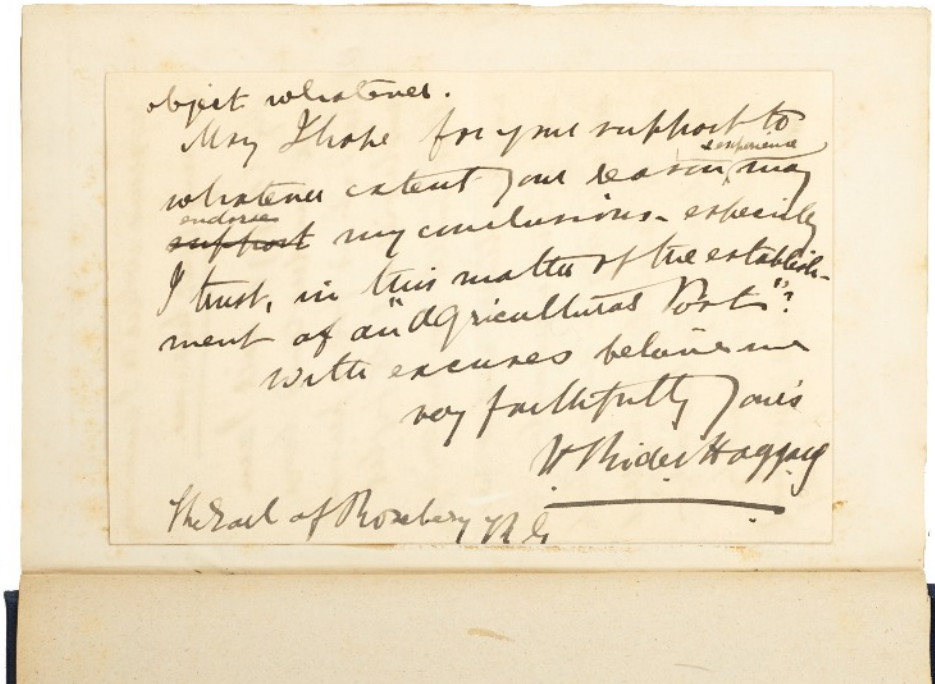 object whatever.
May I hope for your support to
& experience
whatever extent your reason may
endorse
support my conclusions – especially
I trust, in this matter of the establish-
ment of an "Agricultural Post"?
with excuses believe me
very faithfully yours
H Rider Haggard
The Earl of Rosebery K G